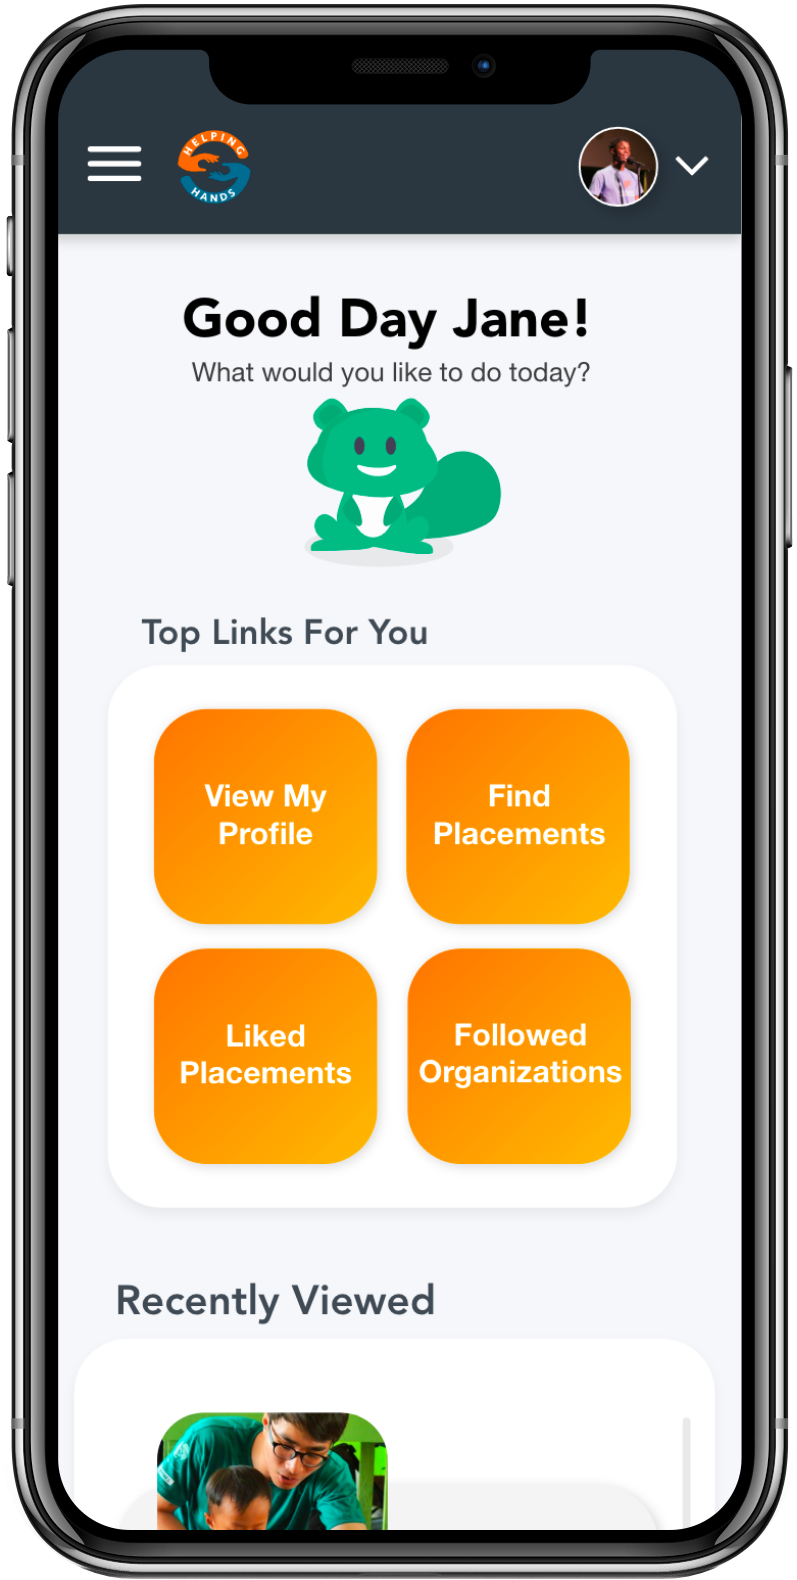 HELPING
HANDS
Good Day Jane!
What would you like to do today?
Top Links For You
View My
Profile
Find
Placements
Liked
Placements
Followed
Organizations
Recently Viewed